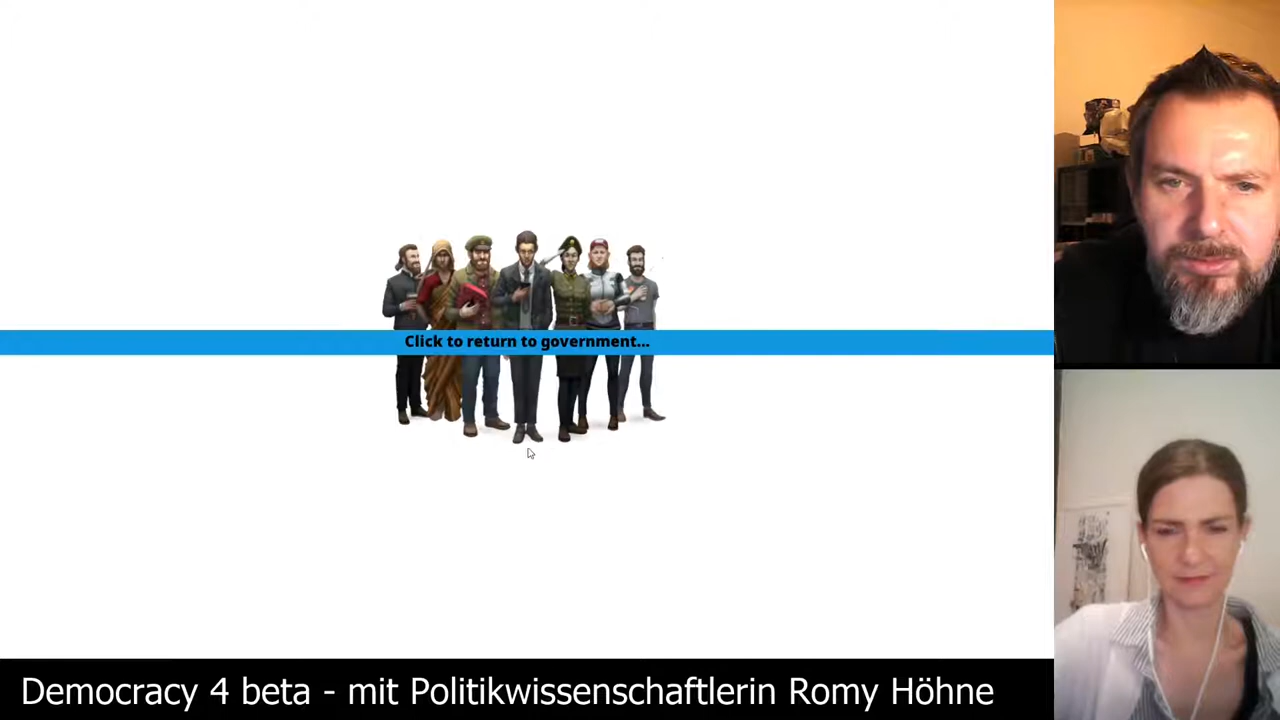 Click to return to government...
Democracy 4 beta - mit Politikwissenschaftlerin Romy Höhne